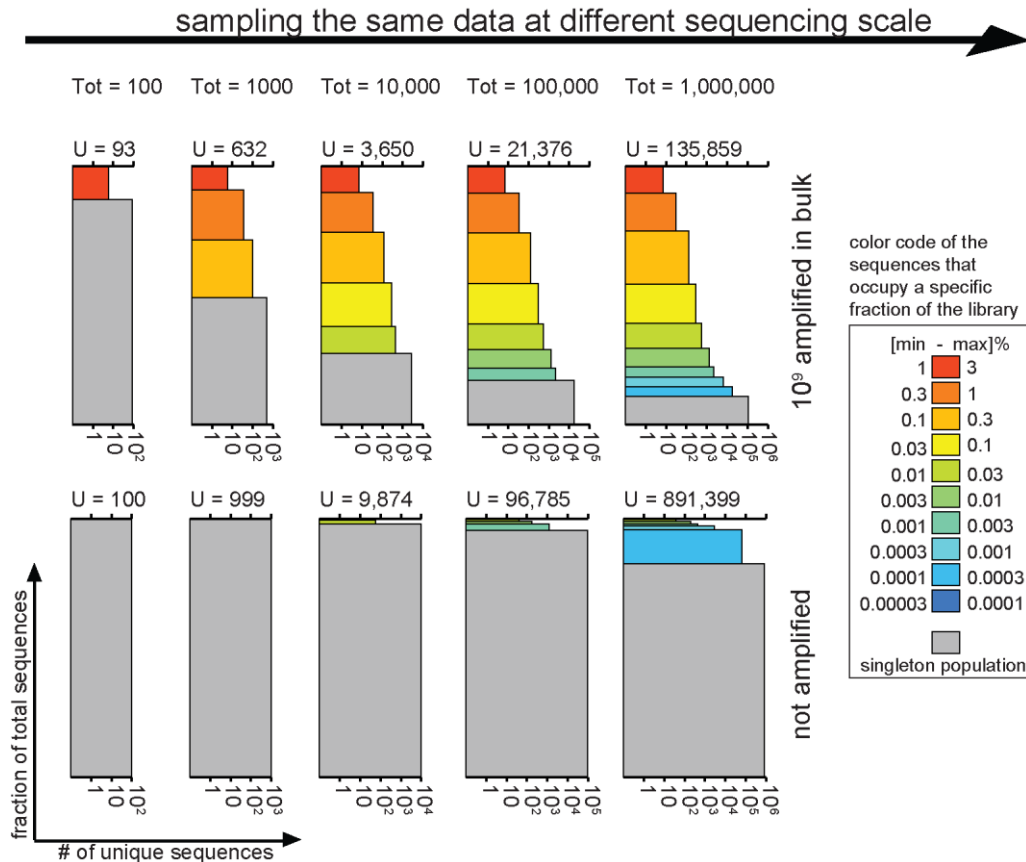 sampling the same data at different sequencing scale
Tot = 100 Tot = 1000 Tot = 10,000 Tot = 100,000 Tot = 1,000,000
U = 93 U = 632 U = 3,650 U = 21,376 U = 135,859
1 10 10² 1 10 10² 10³ 1 10 10² 10³ 10⁴ 1 10 10² 10³ 10⁴ 10⁵ 1 10 10² 10³ 10⁴ 10⁵ 10⁶
10⁹ amplified in bulk
U = 100 U = 999 U = 9,874 U = 96,785 U = 891,399
1 10 10² 1 10 10² 10³ 1 10 10² 10³ 10⁴ 1 10 10² 10³ 10⁴ 10⁵ 1 10 10² 10³ 10⁴ 10⁵ 10⁶
not amplified
fraction of total sequences
# of unique sequences
color code of the
sequences that
occupy a specific
fraction of the library
[min - max]%
1 3
0.3 1
0.1 0.3
0.03 0.1
0.01 0.03
0.003 0.01
0.001 0.003
0.0003 0.001
0.0001 0.0003
0.00003 0.0001
singleton population